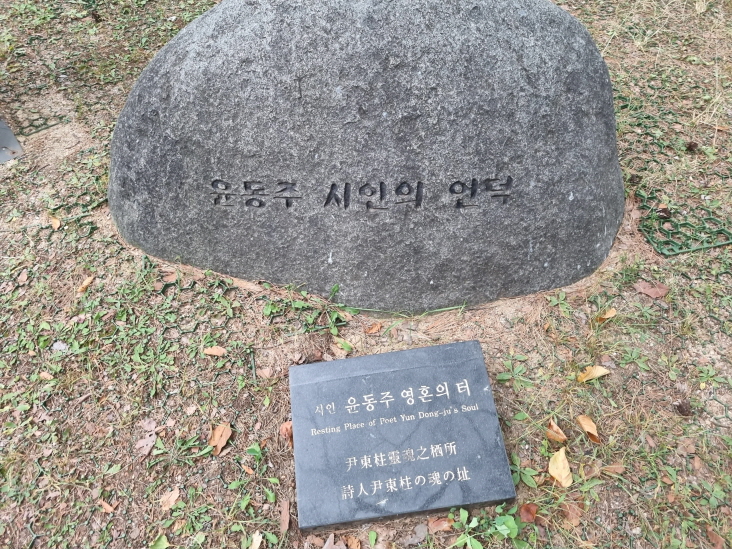 윤동주 시인의 언덕
시인 윤동주 영혼의 터
Resting Place of Poet Yun Dong-ju's Soul
尹東柱靈魂之栖所
詩人尹東柱の魂の址